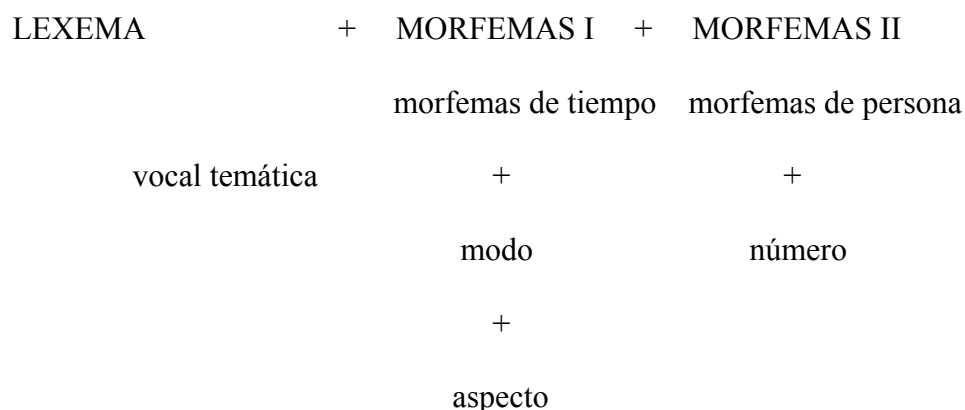 LEXEMA + MORFEMAS I + MORFEMAS II
morfemas de tiempo morfemas de persona
vocal temática + +
modo número
+
aspecto